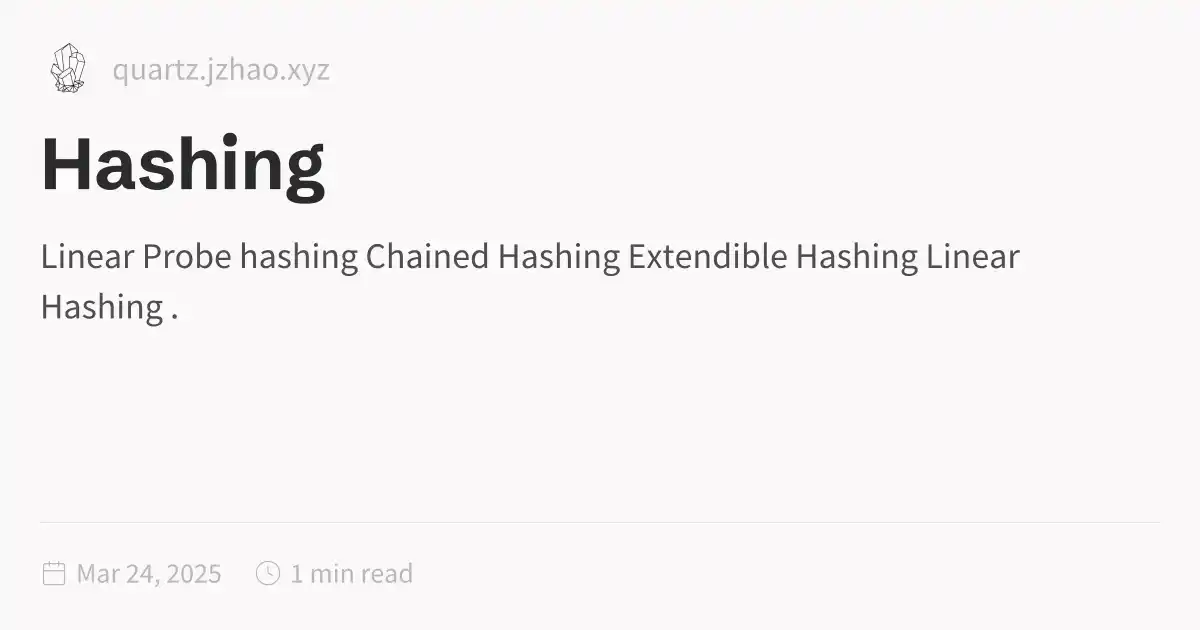 quartz.jzhao.xyz
Hashing
Linear Probe hashing Chained Hashing Extendible Hashing Linear
Hashing .
Mar 24, 2025 1 min read